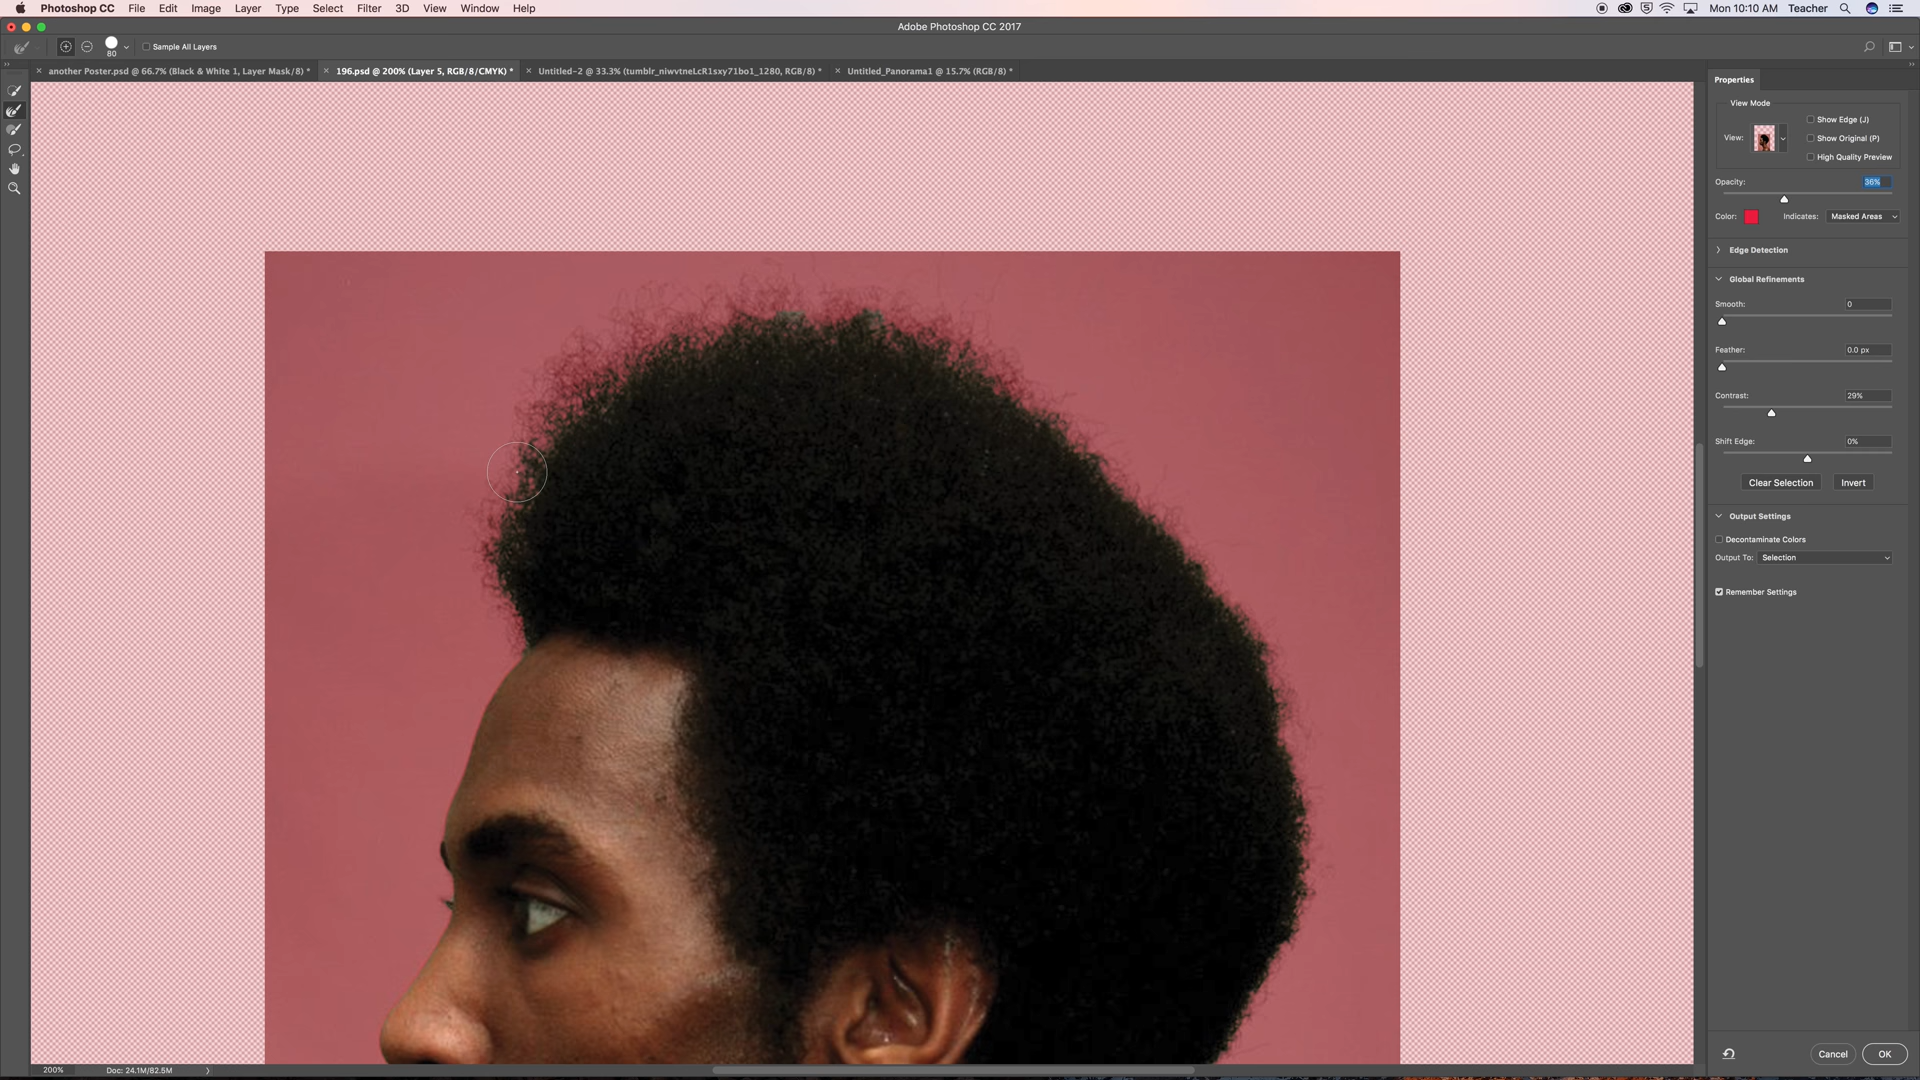 Photoshop CC File Edit Image Layer Type Select Filter 3D View Window Help Mon 10:10 AM Teacher
Adobe Photoshop CC 2017
80 Sample All Layers
another Poster.psd @ 66.7% (Black & White 1, Layer Mask/8) * 196.psd @ 200% (Layer 5, RGB/8/CMYK) * Untitled-2 @ 33.3% (tumblr_niwvtneLcR1sxy71bo1_1280, RGB/8) * Untitled_Panorama1 @ 15.7% (RGB/8) *
Properties
View Mode
Show Edge (J)
View: Show Original (P)
High Quality Preview
Opacity: 36%
Color: Indicates: Masked Areas
Edge Detection
Global Refinements
Smooth: 0
Feather: 0.0 px
Contrast: 29%
Shift Edge: 0%
Clear Selection Invert
Output Settings
Decontaminate Colors
Output To: Selection
Remember Settings
Cancel OK
200% Doc: 24.1M/82.5M